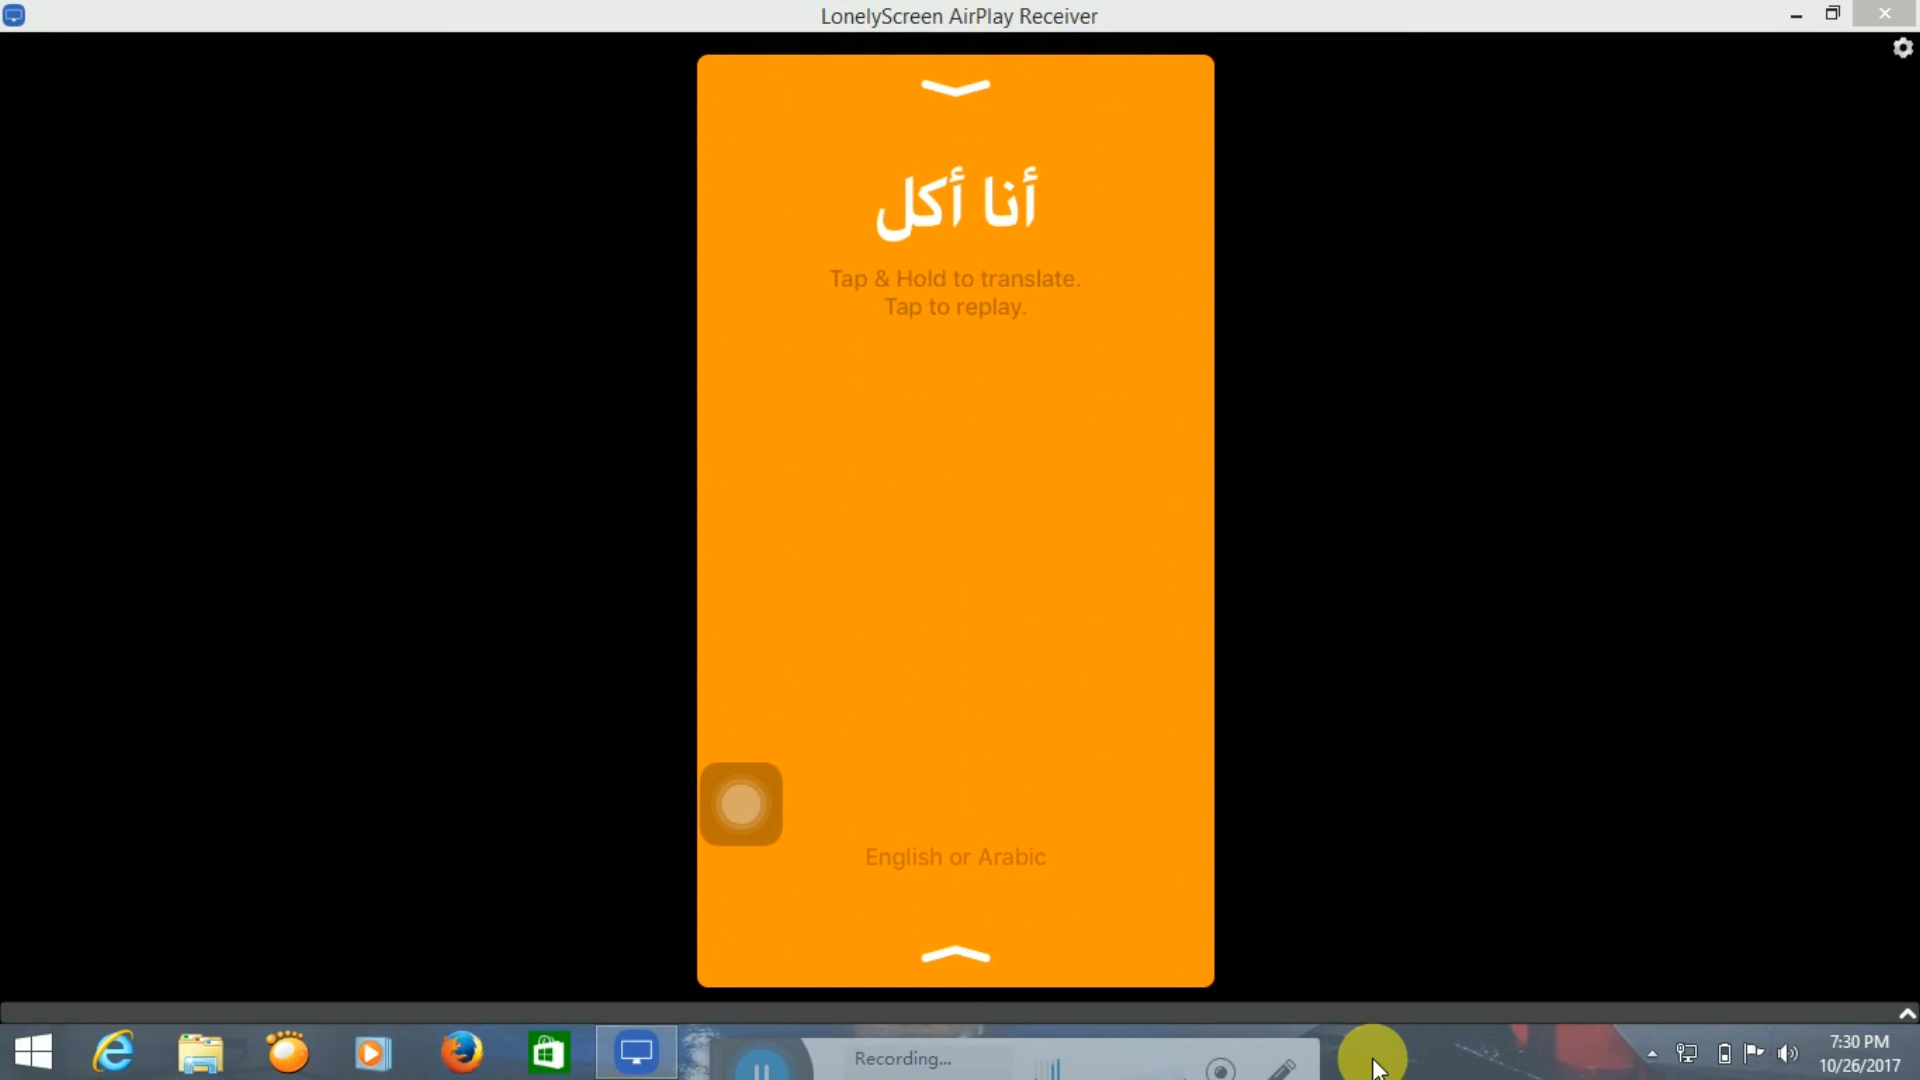 LonelyScreen AirPlay Receiver
أنا أكل
Tap & Hold to translate.
Tap to replay.
English or Arabic
Recording...
7:30 PM
10/26/2017